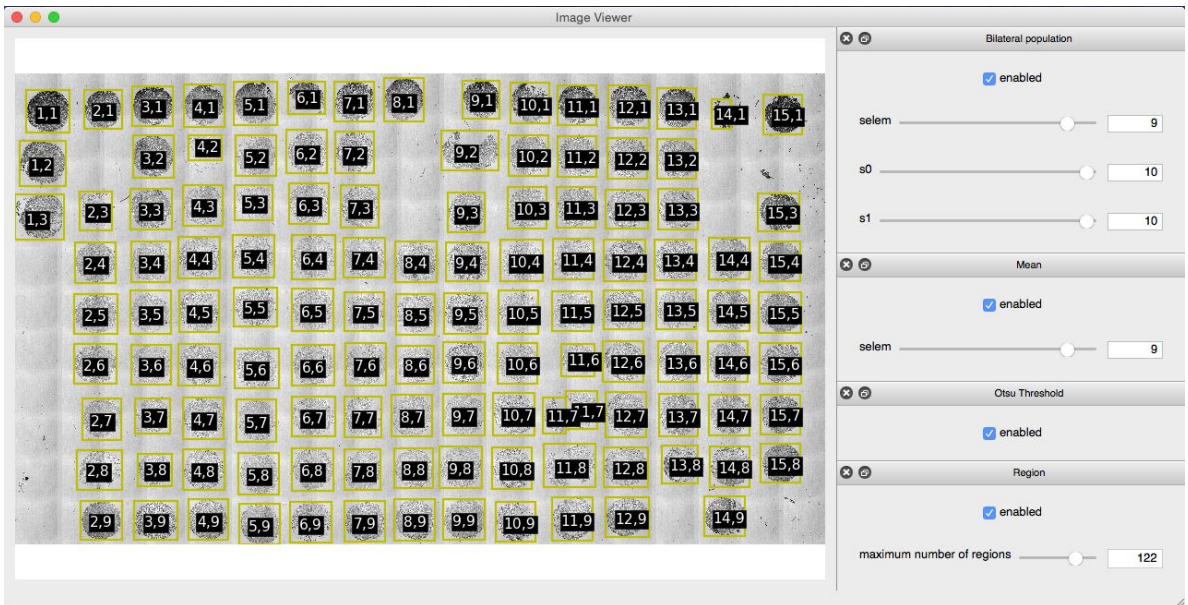 Image Viewer
1,1 2,1 3,1 4,1 5,1 6,1 7,1 8,1 9,1 10,1 11,1 12,1 13,1 14,1 15,1
1,2 3,2 4,2 5,2 6,2 7,2 9,2 10,2 11,2 12,2 13,2
1,3 2,3 3,3 4,3 5,3 6,3 7,3 9,3 10,3 11,3 12,3 13,3 15,3
2,4 3,4 4,4 5,4 6,4 7,4 8,4 9,4 10,4 11,4 12,4 13,4 14,4 15,4
2,5 3,5 4,5 5,5 6,5 7,5 8,5 9,5 10,5 11,5 12,5 13,5 14,5 15,5
2,6 3,6 4,6 5,6 6,6 7,6 8,6 9,6 10,6 11,6 12,6 13,6 14,6 15,6
2,7 3,7 4,7 5,7 6,7 7,7 8,7 9,7 10,7 11,7 12,7 13,7 14,7 15,7
2,8 3,8 4,8 5,8 6,8 7,8 8,8 9,8 10,8 11,8 12,8 13,8 14,8 15,8
2,9 3,9 4,9 5,9 6,9 7,9 8,9 9,9 10,9 11,9 12,9 14,9
Bilateral population
enabled
selem 9
s0 10
s1 10
Mean
enabled
selem 9
Otsu Threshold
enabled
Region
enabled
maximum number of regions 122